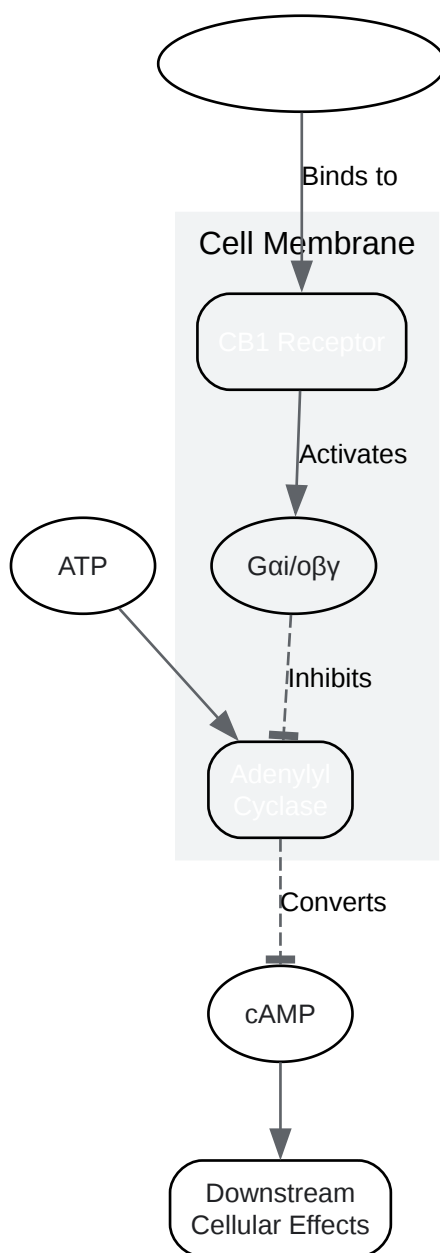 Binds to
Cell Membrane
CB1 Receptor
Activates
ATP
Gαi/oβγ
Inhibits
Adenylyl
Cyclase
Converts
cAMP
Downstream
Cellular Effects